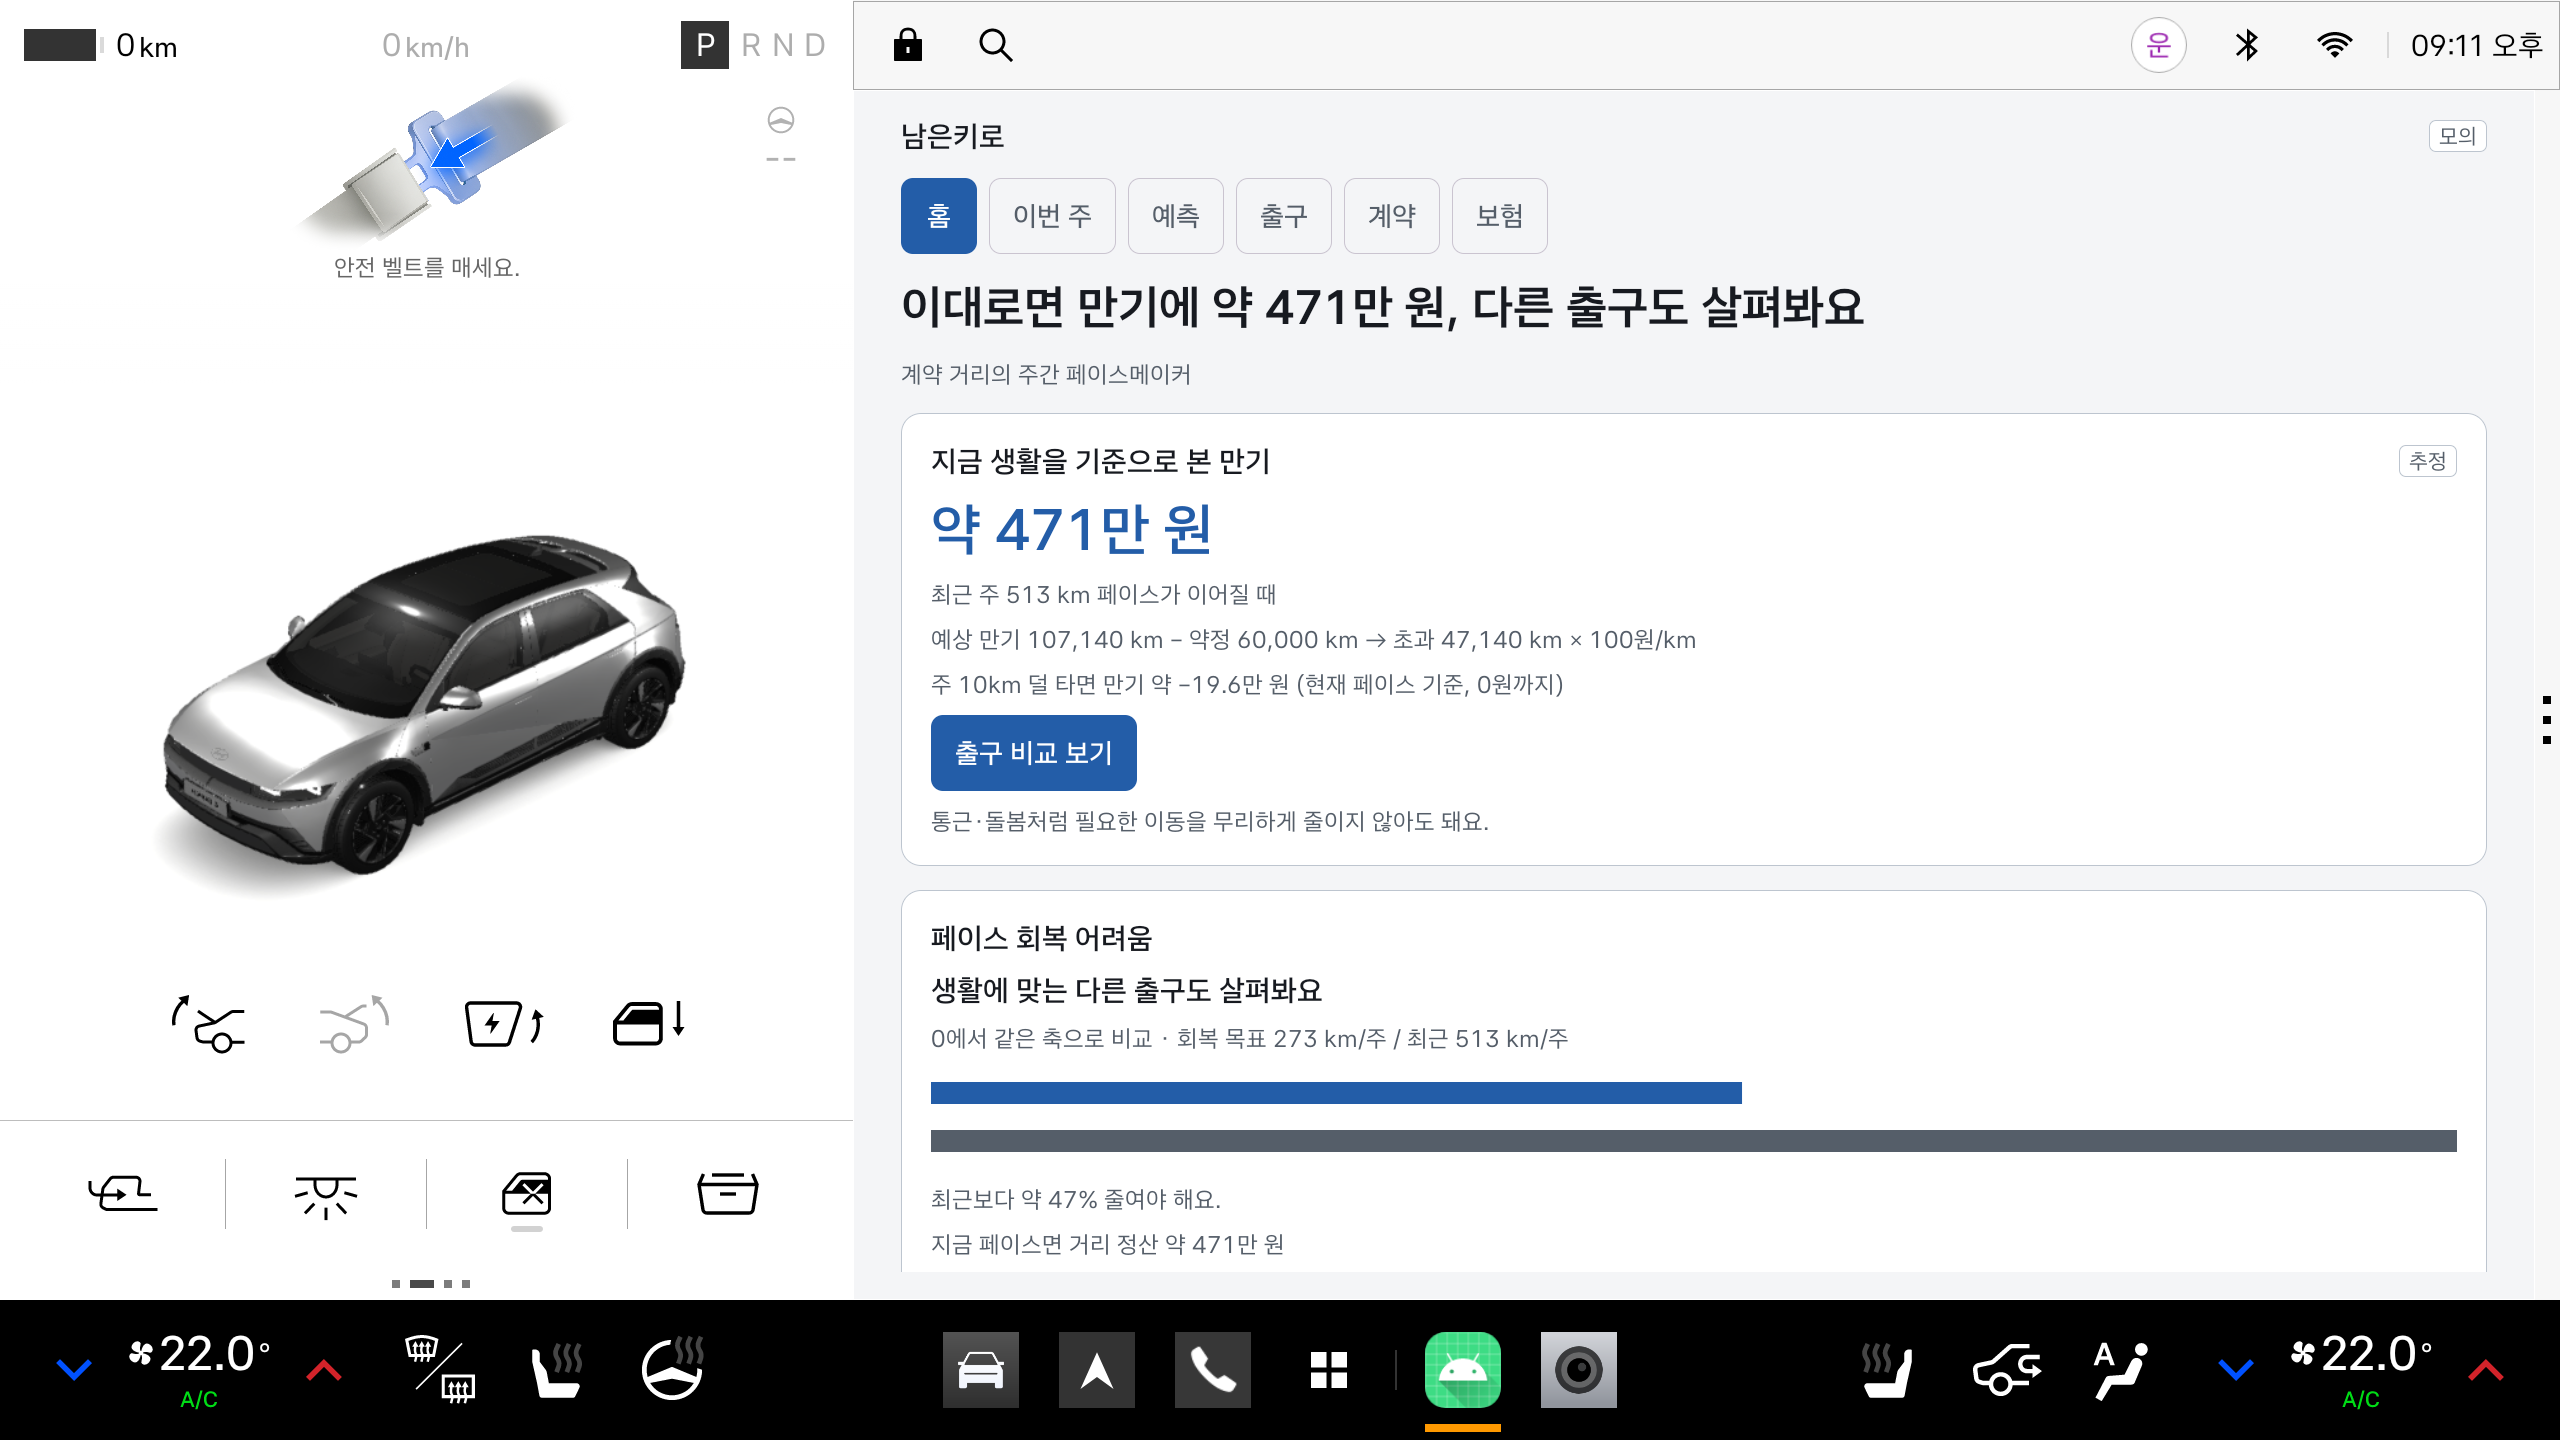 0 km
0 km/h
P R N D
안전 벨트를 매세요.
운
09:11 오후
남은키로
모의
홈
이번 주
예측
출구
계약
보험
이대로면 만기에 약 471만 원, 다른 출구도 살펴봐요
계약 거리의 주간 페이스메이커
지금 생활을 기준으로 본 만기
추정
약 471만 원
최근 주 513 km 페이스가 이어질 때
예상 만기 107,140 km – 약정 60,000 km → 초과 47,140 km × 100원/km
주 10km 덜 타면 만기 약 −19.6만 원 (현재 페이스 기준, 0원까지)
출구 비교 보기
통근·돌봄처럼 필요한 이동을 무리하게 줄이지 않아도 돼요.
페이스 회복 어려움
생활에 맞는 다른 출구도 살펴봐요
0에서 같은 축으로 비교 · 회복 목표 273 km/주 / 최근 513 km/주
최근보다 약 47% 줄여야 해요.
지금 페이스면 거리 정산 약 471만 원
22.0°
A/C
A
22.0°
A/C